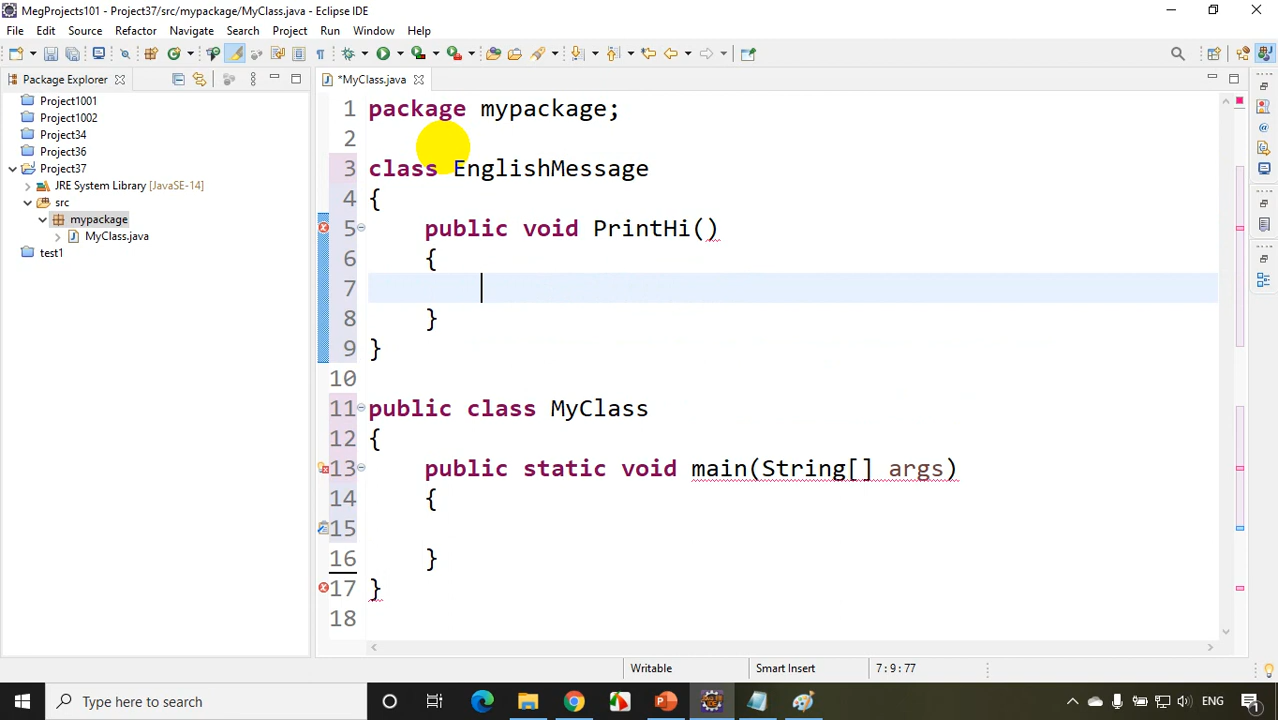 MegProjects101 - Project37/src/mypackage/MyClass.java - Eclipse IDE
File Edit Source Refactor Navigate Search Project Run Window Help
Package Explorer
*MyClass.java
Project1001
Project1002
Project34
Project36
Project37
JRE System Library [JavaSE-14]
src
mypackage
MyClass.java
test1
1 package mypackage;
2
3 class EnglishMessage
4 {
5 public void PrintHi()
6 {
7
8 }
9 }
10
11 public class MyClass
12 {
13 public static void main(String[] args)
14 {
15
16 }
17 }
18
Writable Smart Insert 7 : 9 : 77
Type here to search
ENG
1